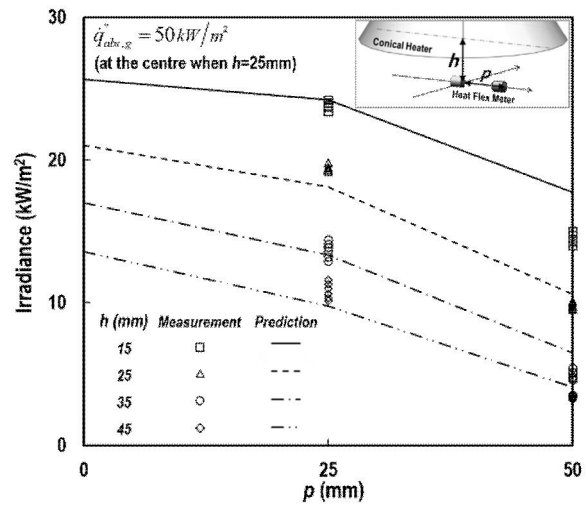 30
20
10
0
Irradiance (kW/m²)
q̇″abs,g = 50 kW/m²
(at the centre when h=25mm)
Conical Heater
h
p
Heat Flex Meter
h (mm) Measurement Prediction
15
25
35
45
0 25 50
p (mm)